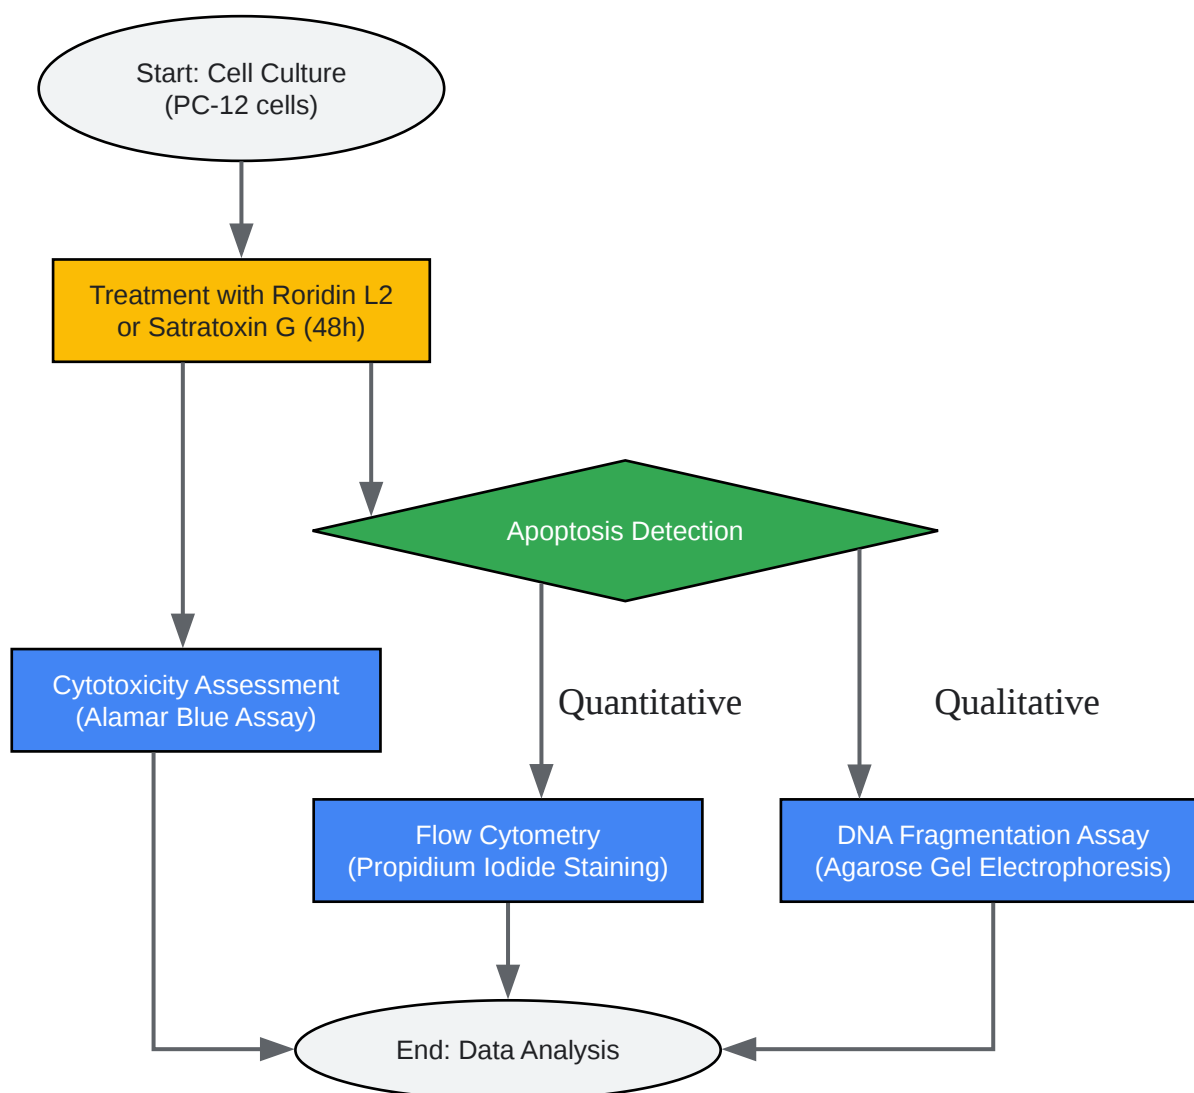 Start: Cell Culture
(PC-12 cells)
Treatment with Roridin L2
or Satratoxin G (48h)
Apoptosis Detection
Cytotoxicity Assessment
(Alamar Blue Assay)
Quantitative
Qualitative
Flow Cytometry
(Propidium Iodide Staining)
DNA Fragmentation Assay
(Agarose Gel Electrophoresis)
End: Data Analysis